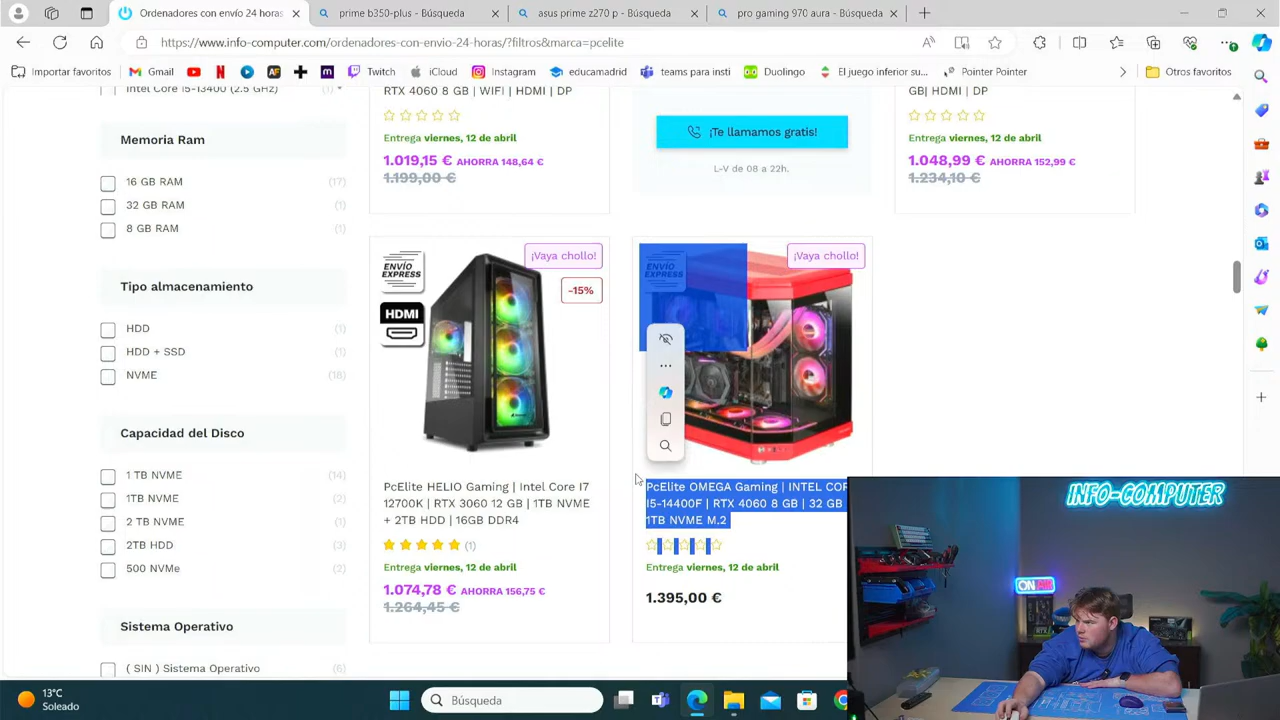 Ordenadores con envío 24 horas
prime b350-plus - Búsqueda
asus prime z270 p - Búsqueda
pro gaming 970 aura - Búsqueda
https://www.info-computer.com/ordenadores-con-envio-24-horas/?filtros&marca=pcelite
Importar favoritos
Gmail
Twitch
iCloud
Instagram
educamadrid
teams para insti
Duolingo
El juego inferior su...
Pointer Pointer
Otros favoritos
Intel Core i5-13400 (2.5 GHz)
Memoria Ram
16 GB RAM (17)
32 GB RAM (1)
8 GB RAM (1)
Tipo almacenamiento
HDD (1)
HDD + SSD (1)
NVME (18)
Capacidad del Disco
1 TB NVME (14)
1TB NVME (2)
2 TB NVME (1)
2TB HDD (3)
500 NVMe (2)
Sistema Operativo
( SIN ) Sistema Operativo (6)
RTX 4060 8 GB | WIFI | HDMI | DP
Entrega viernes, 12 de abril
1.019,15 € AHORRA 148,64 €
1.199,00 €
¡Te llamamos gratis!
L-V de 08 a 22h.
GB| HDMI | DP
Entrega viernes, 12 de abril
1.048,99 € AHORRA 152,99 €
1.234,10 €
ENVÍO
EXPRESS
HDMI
¡Vaya chollo!
-15%
PcElite HELIO Gaming | Intel Core I7
12700K | RTX 3060 12 GB | 1TB NVME
+ 2TB HDD | 16GB DDR4
(1)
Entrega viernes, 12 de abril
1.074,78 € AHORRA 156,75 €
1.264,45 €
ENVÍO
EXPRESS
¡Vaya chollo!
PcElite OMEGA Gaming | INTEL COR
I5-14400F | RTX 4060 8 GB | 32 GB
1TB NVME M.2
Entrega viernes, 12 de abril
1.395,00 €
INFO-COMPUTER
ON AIR
RTX
13°C
Soleado
Búsqueda